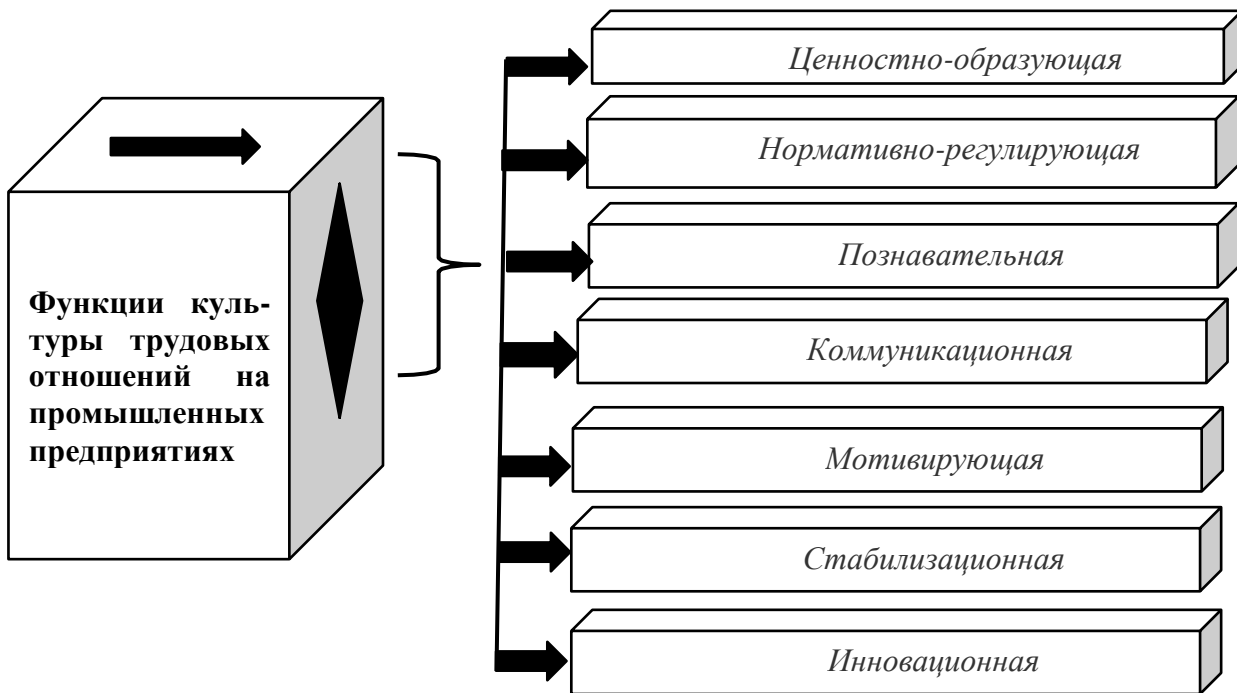 Функции куль-
туры трудовых
отношений на
промышленных
предприятиях
Ценностно-образующая
Нормативно-регулирующая
Познавательная
Коммуникационная
Мотивирующая
Стабилизационная
Инновационная